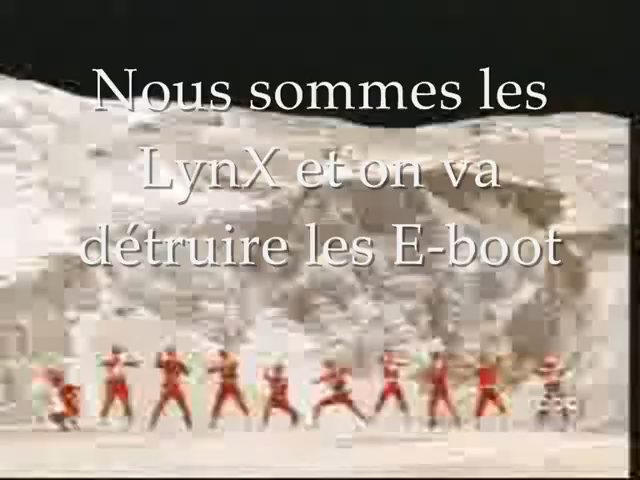 Nous sommes les
LynX et on va
détruire les E-boot